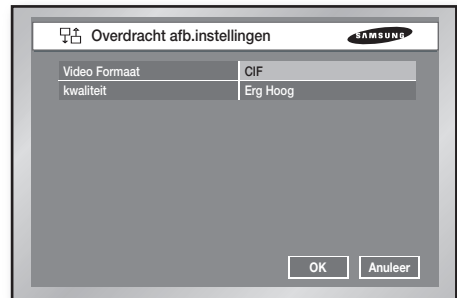 Overdracht afb.instellingen
SAMSUNG
Video Formaat CIF
kwaliteit Erg Hoog
OK Anuleer